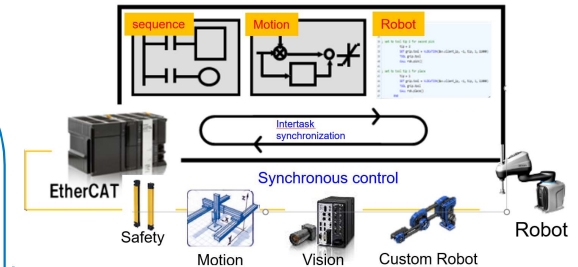 sequence
Motion
Robot
Intertask
synchronization
Synchronous control
EtherCAT
Safety
Motion
Vision
Custom Robot
Robot